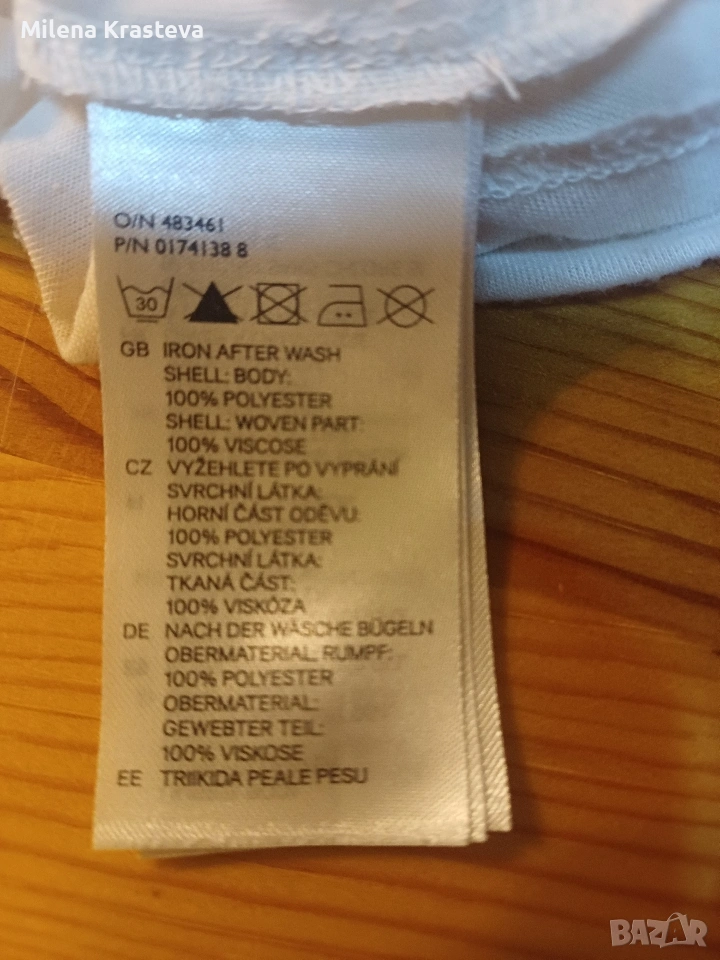 Milena Krasteva
O/N 483461
P/N 0174138 8
30
GB IRON AFTER WASH
SHELL: BODY:
100% POLYESTER
SHELL: WOVEN PART:
100% VISCOSE
CZ VYŽEHLETE PO VYPRÁNÍ
SVRCHNÍ LÁTKA:
HORNÍ ČÁST ODĚVU:
100% POLYESTER
SVRCHNÍ LÁTKA:
TKANÁ ČÁST:
100% VISKÓZA
DE NACH DER WÄSCHE BÜGELN
OBERMATERIAL: RUMPF:
100% POLYESTER
OBERMATERIAL:
GEWEBTER TEIL:
100% VISKOSE
EE TRIIKIDA PEALE PESU
BAZAR